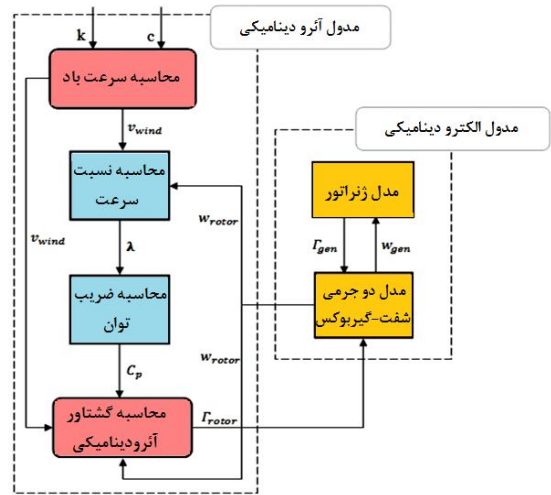 مدول آئرو دینامیکی
k
c
محاسبه سرعت باد
مدول الکترو دینامیکی
v_wind
محاسبه نسبت
سرعت
مدل ژنراتور
w_rotor
v_wind
λ
Γ_gen
w_gen
محاسبه ضریب
توان
مدل دو جرمی
شفت-گیربوکس
C_p
w_rotor
محاسبه گشتاور
آئرودینامیکی
Γ_rotor